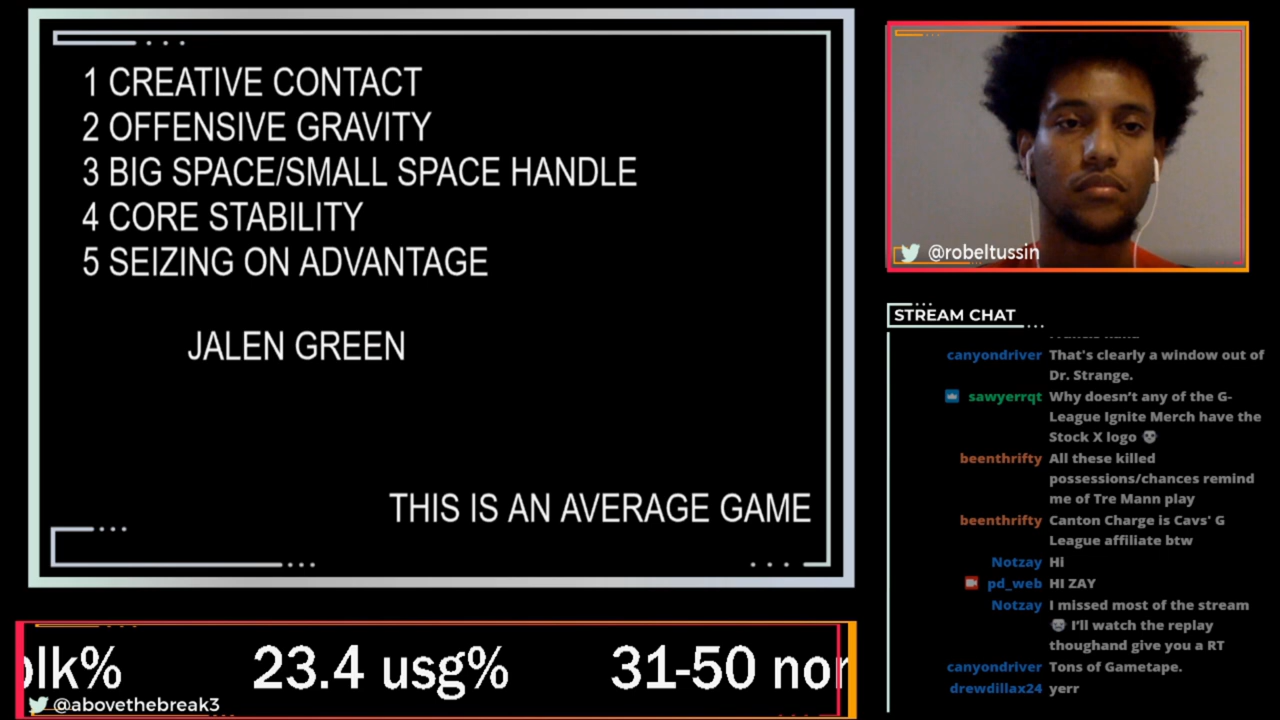 1 CREATIVE CONTACT
2 OFFENSIVE GRAVITY
3 BIG SPACE/SMALL SPACE HANDLE
4 CORE STABILITY
5 SEIZING ON ADVANTAGE
JALEN GREEN
THIS IS AN AVERAGE GAME
blk% 23.4 usg% 31-50 nor
@abovethebreak3
@robeltussin
STREAM CHAT
canyondriver That's clearly a window out of
Dr. Strange.
sawyerrqt Why doesn't any of the G-
League Ignite Merch have the
Stock X logo
beenthrifty All these killed
possessions/chances remind
me of Tre Mann play
beenthrifty Canton Charge is Cavs' G
League affiliate btw
Notzay Hi
pd_web HI ZAY
Notzay I missed most of the stream
I'll watch the replay
thoughand give you a RT
canyondriver Tons of Gametape.
drewdillax24 yerr